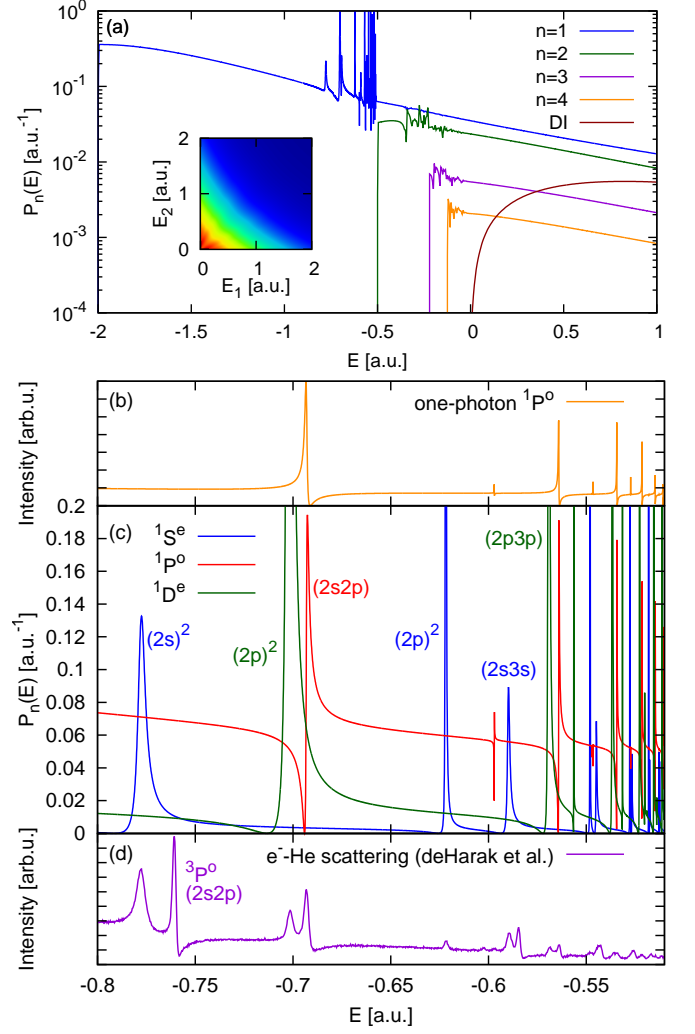 (a)
n=1
n=2
n=3
n=4
DI
P_n(E) [a.u.⁻¹]
10⁰
10⁻¹
10⁻²
10⁻³
10⁻⁴
E_2 [a.u.]
2
1
0
0 1 2
E_1 [a.u.]
-2 -1.5 -1 -0.5 0 0.5 1
E [a.u.]
(b)
one-photon ¹P°
Intensity [arb.u.]
(c)
¹Sᵉ
¹P°
¹Dᵉ
P_n(E) [a.u.⁻¹]
0.2
0.18
0.16
0.14
0.12
0.1
0.08
0.06
0.04
0.02
0
(2s)²
(2p)²
(2s2p)
(2p)²
(2s3s)
(2p3p)
(d)
e⁻-He scattering (deHarak et al.)
³P°
(2s2p)
Intensity [arb.u.]
-0.8 -0.75 -0.7 -0.65 -0.6 -0.55
E [a.u.]